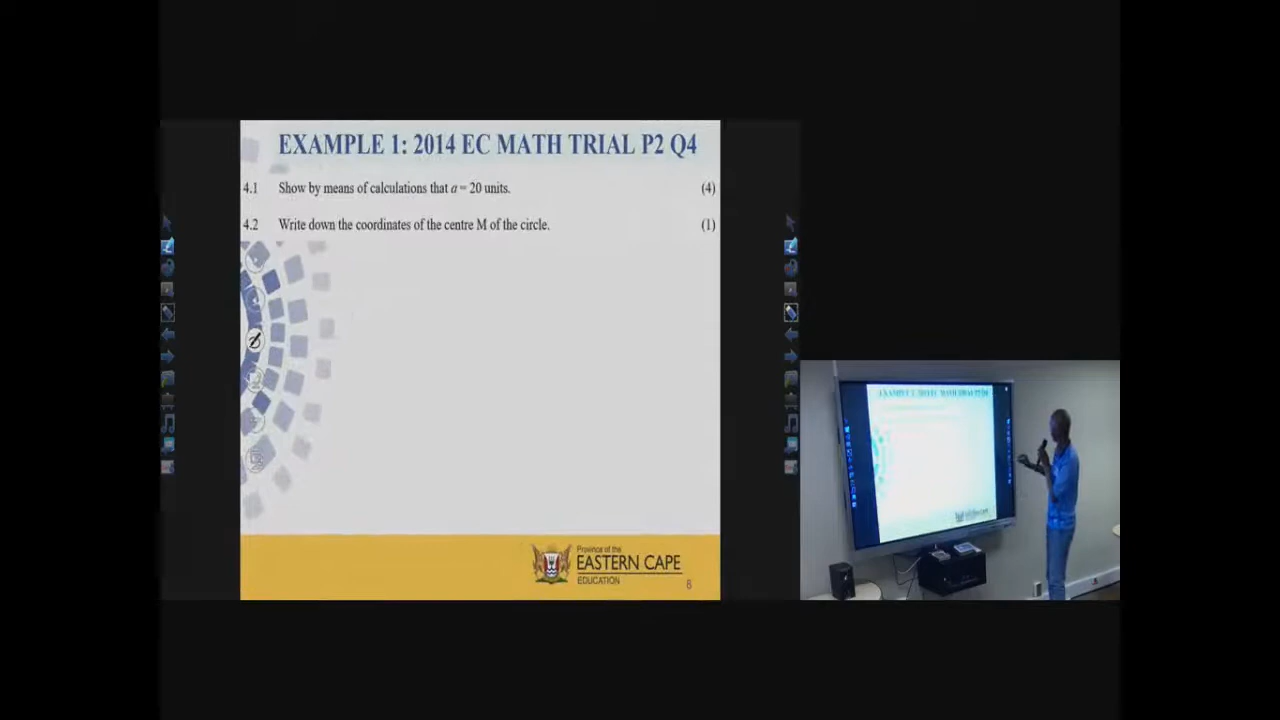 EXAMPLE 1: 2014 EC MATH TRIAL P2 Q4
4.1 Show by means of calculations that a = 20 units. (4)
4.2 Write down the coordinates of the centre M of the circle. (1)
Province of the
EASTERN CAPE
EDUCATION
6